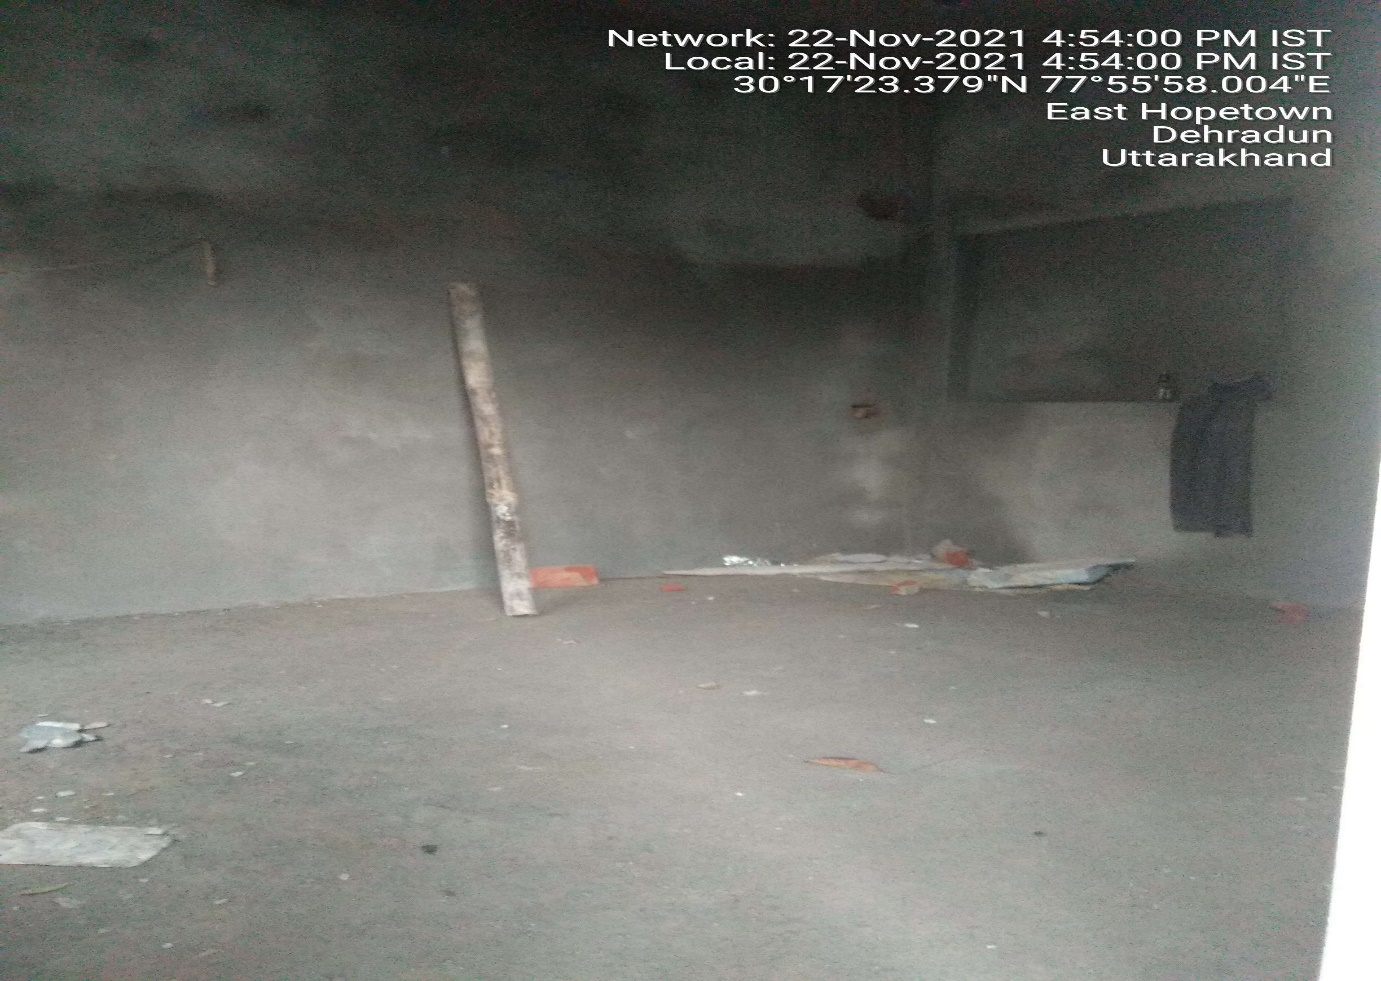 Network: 22-Nov-2021 4:54:00 PM IST
Local: 22-Nov-2021 4:54:00 PM IST
30°17'23.379"N 77°55'58.004"E
East Hopetown
Dehradun
Uttarakhand